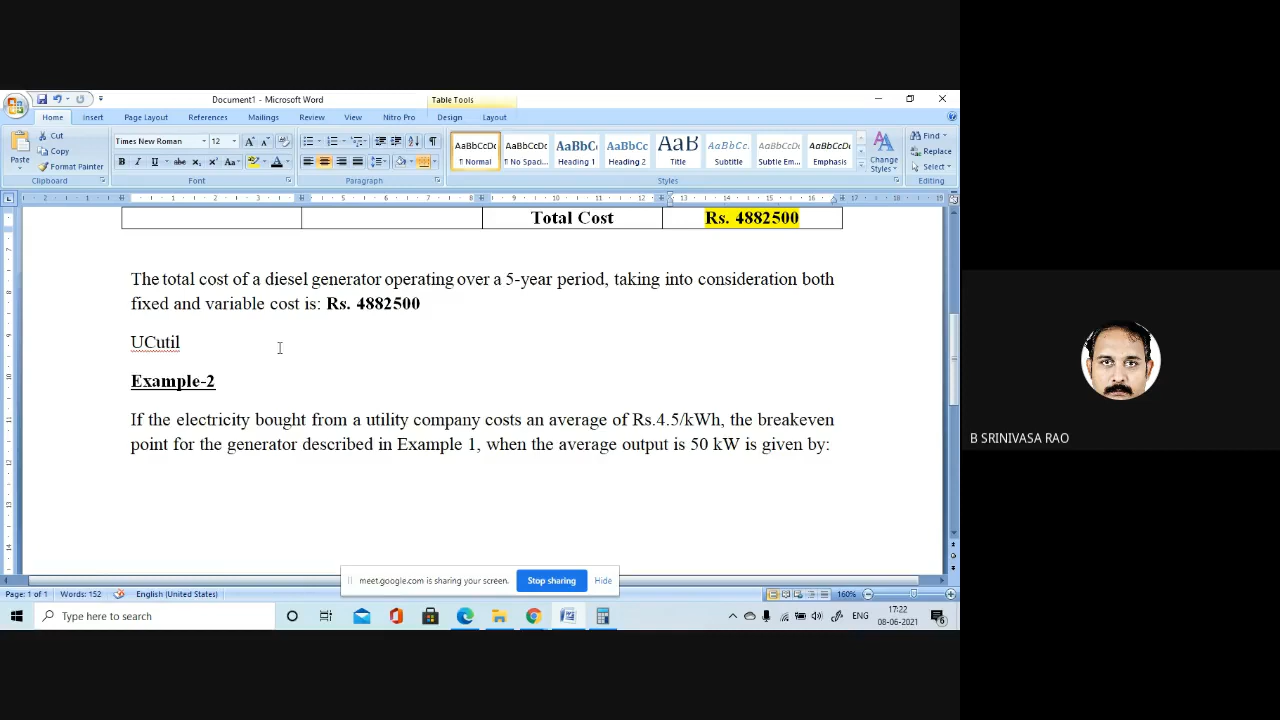 Document1 - Microsoft Word
Table Tools
Home Insert Page Layout References Mailings Review View Nitro Pro Design Layout
Paste
Cut
Copy
Format Painter
Clipboard
Times New Roman 12
Font
Paragraph
AaBbCcDc AaBbCcDc AaBbCc AaBbCc AaB AaBbCc. AaBbCcDc AaBbCcDc
¶ Normal ¶ No Spaci... Heading 1 Heading 2 Title Subtitle Subtle Em... Emphasis
Change Styles
Styles
Find
Replace
Select
Editing
Total Cost Rs. 4882500
The total cost of a diesel generator operating over a 5-year period, taking into consideration both
fixed and variable cost is: Rs. 4882500
UCutil
Example-2
If the electricity bought from a utility company costs an average of Rs.4.5/kWh, the breakeven
point for the generator described in Example 1, when the average output is 50 kW is given by:
meet.google.com is sharing your screen. Stop sharing Hide
Page: 1 of 1 Words: 152 English (United States) 160%
Type here to search
ENG
17:22
08-06-2021
B SRINIVASA RAO